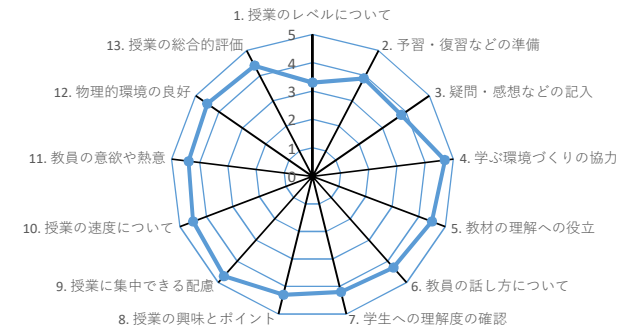 1. 授業のレベルについて
2. 予習・復習などの準備
3. 疑問・感想などの記入
4. 学ぶ環境づくりの協力
5. 教材の理解への役立
6. 教員の話し方について
7. 学生への理解度の確認
8. 授業の興味とポイント
9. 授業に集中できる配慮
10. 授業の速度について
11. 教員の意欲や熱意
12. 物理的環境の良好
13. 授業の総合的評価
5
4
3
2
1
0